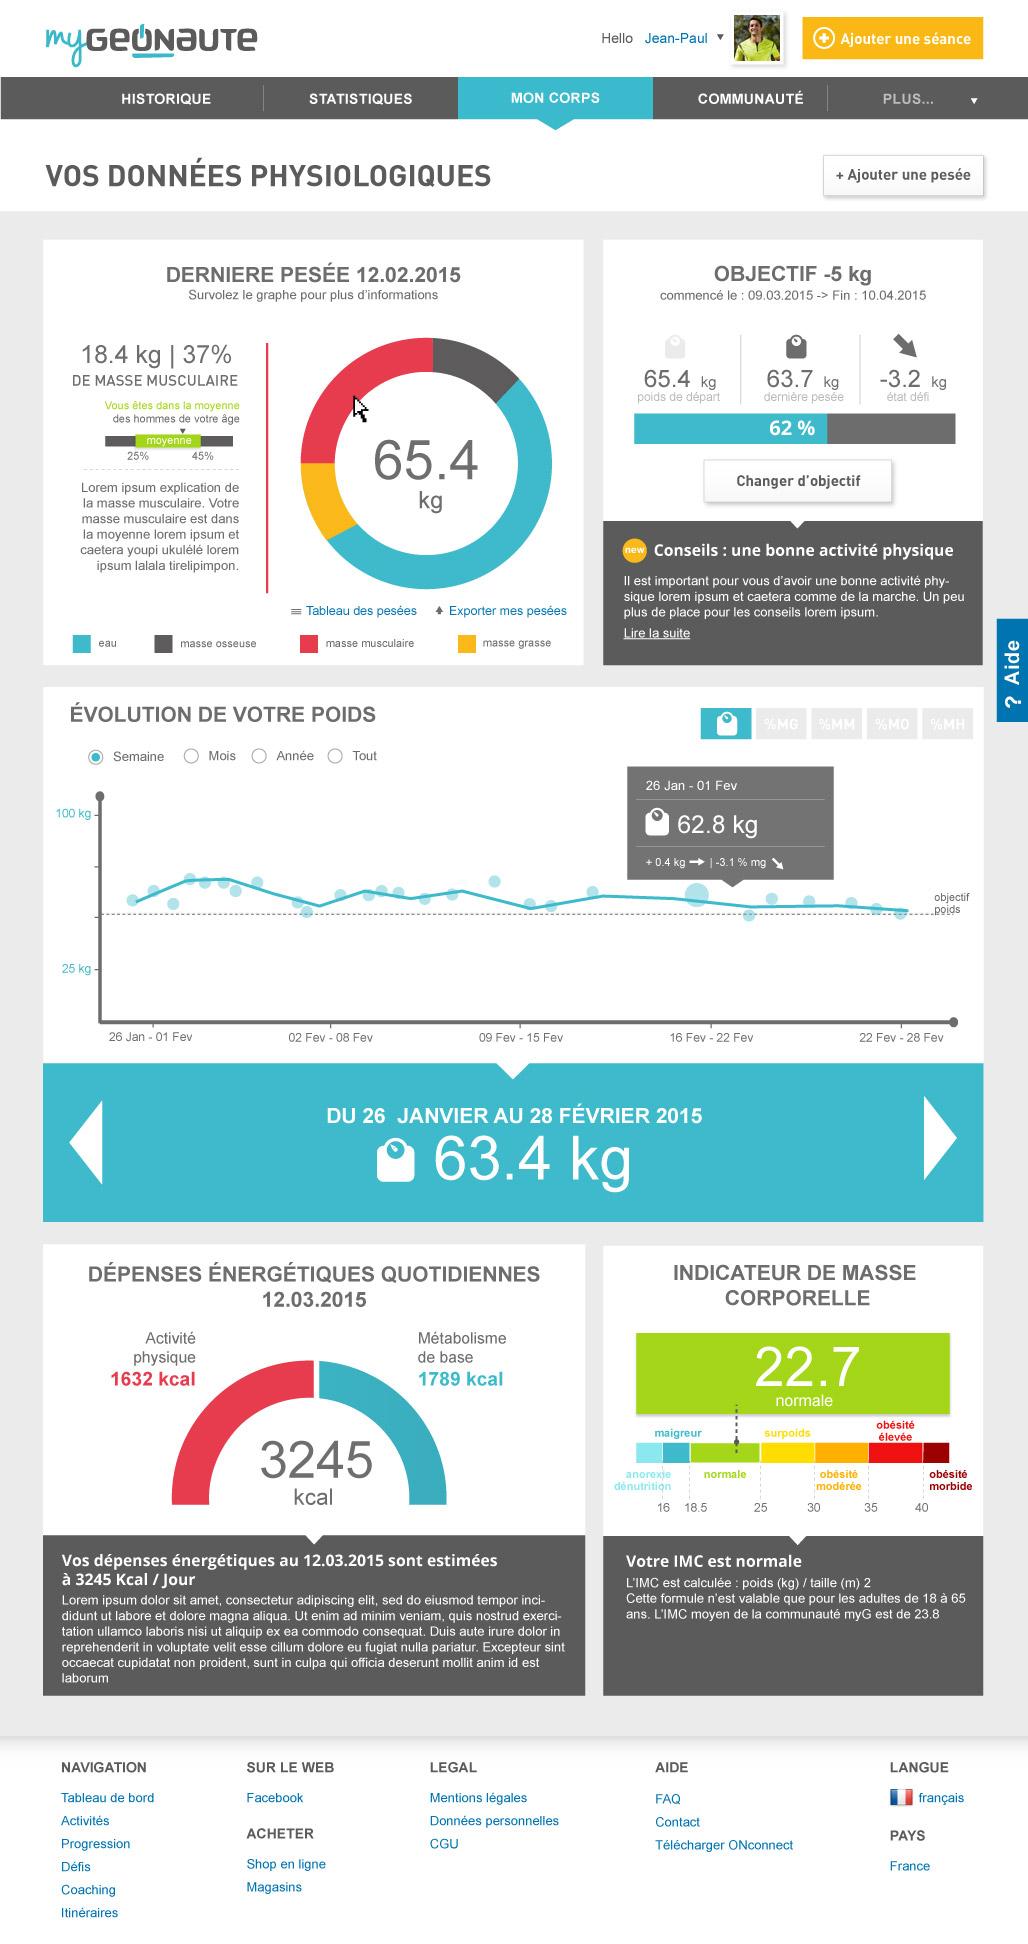 myGEONAUTE
Hello Jean-Paul
Ajouter une séance
HISTORIQUE
STATISTIQUES
MON CORPS
COMMUNAUTÉ
PLUS...
VOS DONNÉES PHYSIOLOGIQUES
+ Ajouter une pesée
DERNIERE PESÉE 12.02.2015
Survolez le graphe pour plus d'informations
18.4 kg | 37%
DE MASSE MUSCULAIRE
Vous êtes dans la moyenne
des hommes de votre âge
moyenne
25% 45%
Lorem ipsum explication de
la masse musculaire. Votre
masse musculaire est dans
la moyenne lorem ipsum et
caetera youpi ukulélé lorem
ipsum lalala tirelipimpon.
65.4
kg
Tableau des pesées
Exporter mes pesées
eau
masse osseuse
masse musculaire
masse grasse
OBJECTIF -5 kg
commencé le : 09.03.2015 -> Fin : 10.04.2015
65.4 kg
poids de départ
63.7 kg
dernière pesée
-3.2 kg
état défi
62 %
Changer d'objectif
new Conseils : une bonne activité physique
Il est important pour vous d'avoir une bonne activité phy-
sique lorem ipsum et caetera comme de la marche. Un peu
plus de place pour les conseils lorem ipsum.
Lire la suite
? Aide
ÉVOLUTION DE VOTRE POIDS
%MG
%MM
%MO
%MH
Semaine
Mois
Année
Tout
26 Jan - 01 Fev
62.8 kg
+ 0.4 kg | -3.1 % mg
100 kg
25 kg
objectif
poids
26 Jan - 01 Fev
02 Fev - 08 Fev
09 Fev - 15 Fev
16 Fev - 22 Fev
22 Fev - 28 Fev
DU 26 JANVIER AU 28 FÉVRIER 2015
63.4 kg
DÉPENSES ÉNERGÉTIQUES QUOTIDIENNES
12.03.2015
Activité
physique
1632 kcal
Métabolisme
de base
1789 kcal
3245
kcal
Vos dépenses énergétiques au 12.03.2015 sont estimées
à 3245 Kcal / Jour
Lorem ipsum dolor sit amet, consectetur adipiscing elit, sed do eiusmod tempor inci-
didunt ut labore et dolore magna aliqua. Ut enim ad minim veniam, quis nostrud exerci-
tation ullamco laboris nisi ut aliquip ex ea commodo consequat. Duis aute irure dolor in
reprehenderit in voluptate velit esse cillum dolore eu fugiat nulla pariatur. Excepteur sint
occaecat cupidatat non proident, sunt in culpa qui officia deserunt mollit anim id est
laborum
INDICATEUR DE MASSE
CORPORELLE
22.7
normale
maigreur
surpoids
obésité
élevée
anorexie
dénutrition
normale
obésité
modérée
obésité
morbide
16 18.5 25 30 35 40
Votre IMC est normale
L'IMC est calculée : poids (kg) / taille (m) 2
Cette formule n'est valable que pour les adultes de 18 à 65
ans. L'IMC moyen de la communauté myG est de 23.8
NAVIGATION
Tableau de bord
Activités
Progression
Défis
Coaching
Itinéraires
SUR LE WEB
Facebook
ACHETER
Shop en ligne
Magasins
LEGAL
Mentions légales
Données personnelles
CGU
AIDE
FAQ
Contact
Télécharger ONconnect
LANGUE
français
PAYS
France